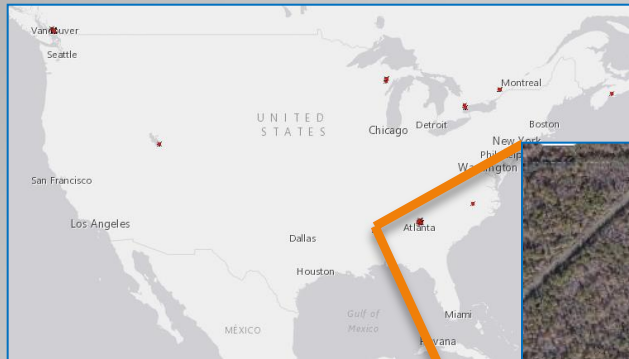 Vancouver
Seattle
Montreal
UNITED
STATES
Chicago
Detroit
Boston
New York
Washington
San Francisco
Los Angeles
Atlanta
Dallas
Houston
Gulf of
Mexico
Miami
MÉXICO
Havana